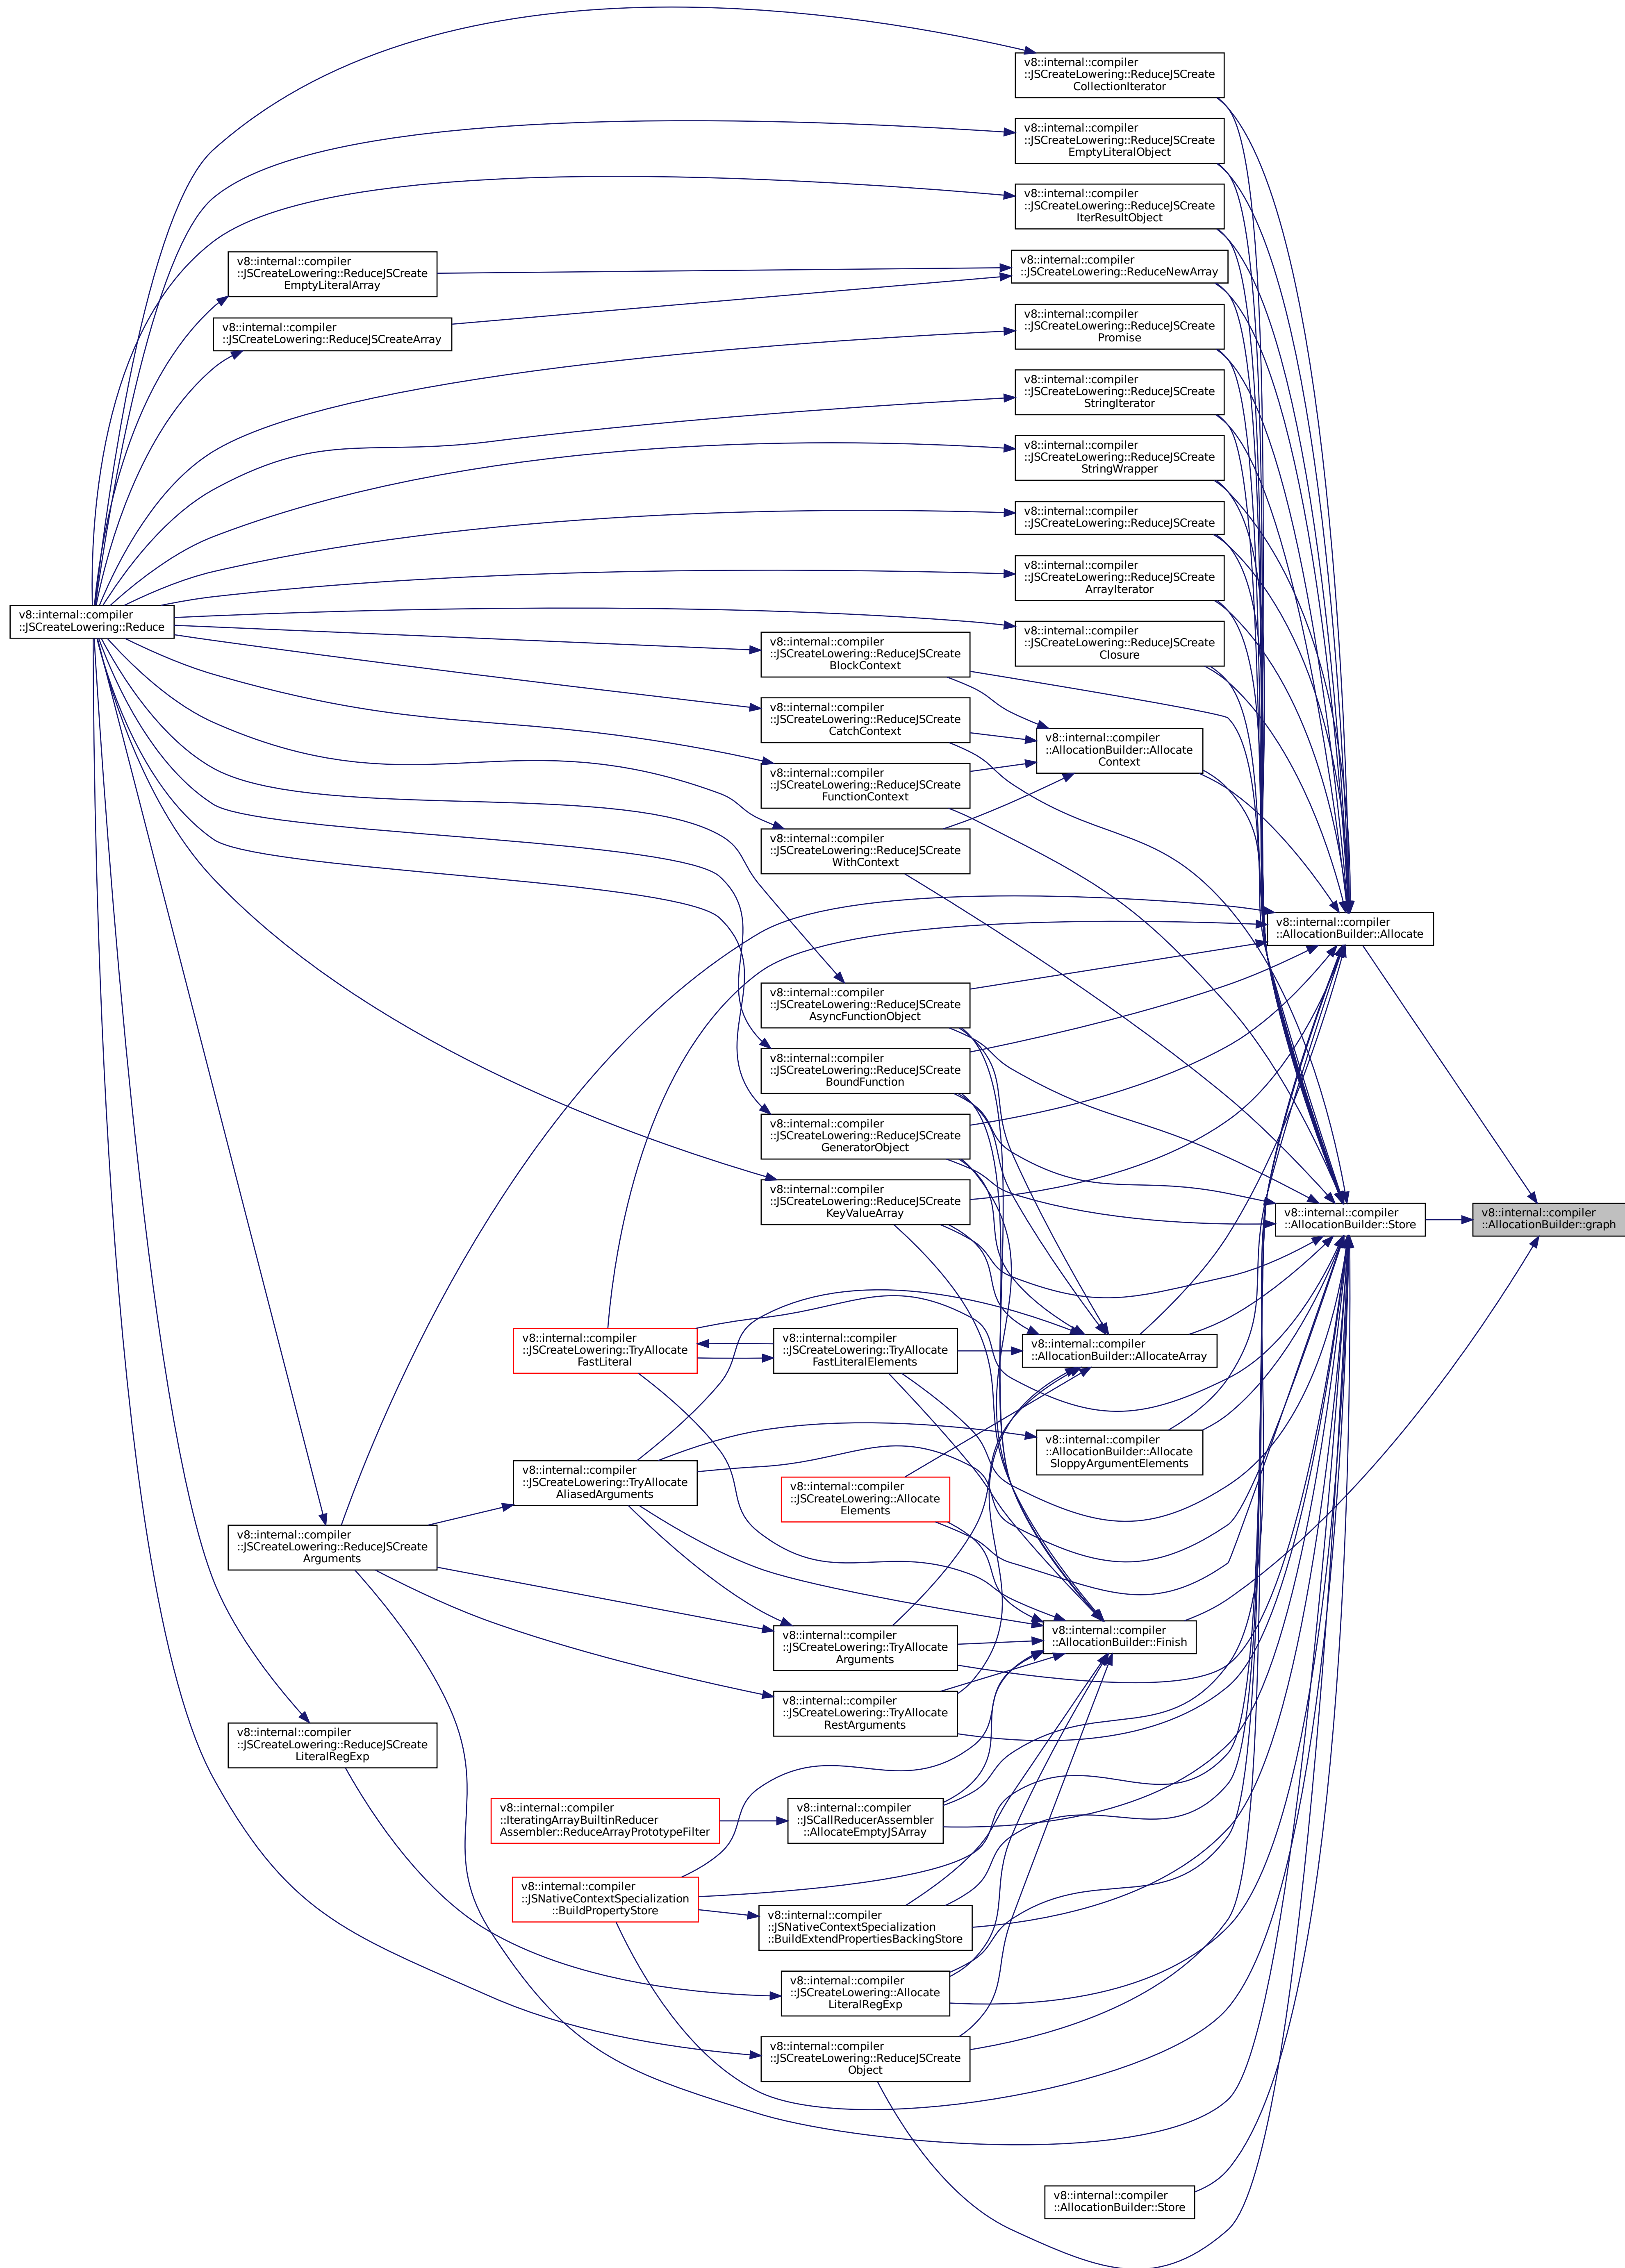 v8::internal::compiler
::JSCreateLowering::ReduceJSCreate
CollectionIterator
v8::internal::compiler
::JSCreateLowering::ReduceJSCreate
EmptyLiteralObject
v8::internal::compiler
::JSCreateLowering::ReduceJSCreate
IterResultObject
v8::internal::compiler
::JSCreateLowering::ReduceJSCreate
EmptyLiteralArray
v8::internal::compiler
::JSCreateLowering::ReduceNewArray
v8::internal::compiler
::JSCreateLowering::ReduceJSCreateArray
v8::internal::compiler
::JSCreateLowering::ReduceJSCreate
Promise
v8::internal::compiler
::JSCreateLowering::ReduceJSCreate
StringIterator
v8::internal::compiler
::JSCreateLowering::ReduceJSCreate
StringWrapper
v8::internal::compiler
::JSCreateLowering::ReduceJSCreate
v8::internal::compiler
::JSCreateLowering::ReduceJSCreate
ArrayIterator
v8::internal::compiler
::JSCreateLowering::Reduce
v8::internal::compiler
::JSCreateLowering::ReduceJSCreate
Closure
v8::internal::compiler
::JSCreateLowering::ReduceJSCreate
BlockContext
v8::internal::compiler
::JSCreateLowering::ReduceJSCreate
CatchContext
v8::internal::compiler
::AllocationBuilder::Allocate
Context
v8::internal::compiler
::JSCreateLowering::ReduceJSCreate
FunctionContext
v8::internal::compiler
::JSCreateLowering::ReduceJSCreate
WithContext
v8::internal::compiler
::AllocationBuilder::Allocate
v8::internal::compiler
::JSCreateLowering::ReduceJSCreate
AsyncFunctionObject
v8::internal::compiler
::JSCreateLowering::ReduceJSCreate
BoundFunction
v8::internal::compiler
::JSCreateLowering::ReduceJSCreate
GeneratorObject
v8::internal::compiler
::JSCreateLowering::ReduceJSCreate
KeyValueArray
v8::internal::compiler
::AllocationBuilder::Store
v8::internal::compiler
::AllocationBuilder::graph
v8::internal::compiler
::JSCreateLowering::TryAllocate
FastLiteral
v8::internal::compiler
::JSCreateLowering::TryAllocate
FastLiteralElements
v8::internal::compiler
::AllocationBuilder::AllocateArray
v8::internal::compiler
::AllocationBuilder::Allocate
SloppyArgumentElements
v8::internal::compiler
::JSCreateLowering::TryAllocate
AliasedArguments
v8::internal::compiler
::JSCreateLowering::Allocate
Elements
v8::internal::compiler
::JSCreateLowering::ReduceJSCreate
Arguments
v8::internal::compiler
::JSCreateLowering::TryAllocate
Arguments
v8::internal::compiler
::AllocationBuilder::Finish
v8::internal::compiler
::JSCreateLowering::TryAllocate
RestArguments
v8::internal::compiler
::JSCreateLowering::ReduceJSCreate
LiteralRegExp
v8::internal::compiler
::IteratingArrayBuiltinReducer
Assembler::ReduceArrayPrototypeFilter
v8::internal::compiler
::JSCallReducerAssembler
::AllocateEmptyJSArray
v8::internal::compiler
::JSNativeContextSpecialization
::BuildPropertyStore
v8::internal::compiler
::JSNativeContextSpecialization
::BuildExtendPropertiesBackingStore
v8::internal::compiler
::JSCreateLowering::Allocate
LiteralRegExp
v8::internal::compiler
::JSCreateLowering::ReduceJSCreate
Object
v8::internal::compiler
::AllocationBuilder::Store